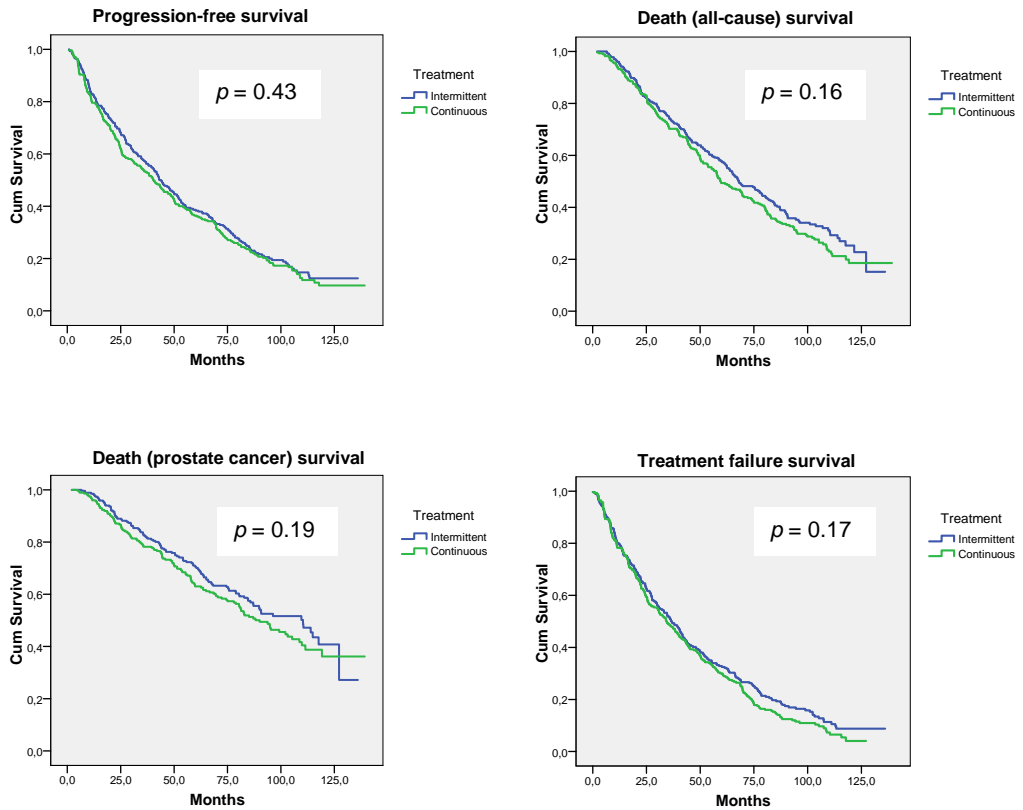 Progression-free survival
1,0
0,8
0,6
0,4
0,2
0,0
Cum Survival
p = 0.43
Treatment
Intermittent
Continuous
0,0 25,0 50,0 75,0 100,0 125,0
Months
Death (all-cause) survival
1,0
0,8
0,6
0,4
0,2
0,0
Cum Survival
p = 0.16
Treatment
Intermittent
Continuous
0,0 25,0 50,0 75,0 100,0 125,0
Months
Death (prostate cancer) survival
1,0
0,8
0,6
0,4
0,2
0,0
Cum Survival
p = 0.19
Treatment
Intermittent
Continuous
0,0 25,0 50,0 75,0 100,0 125,0
Months
Treatment failure survival
1,0
0,8
0,6
0,4
0,2
0,0
Cum Survival
p = 0.17
Treatment
Intermittent
Continuous
0,0 25,0 50,0 75,0 100,0 125,0
Months